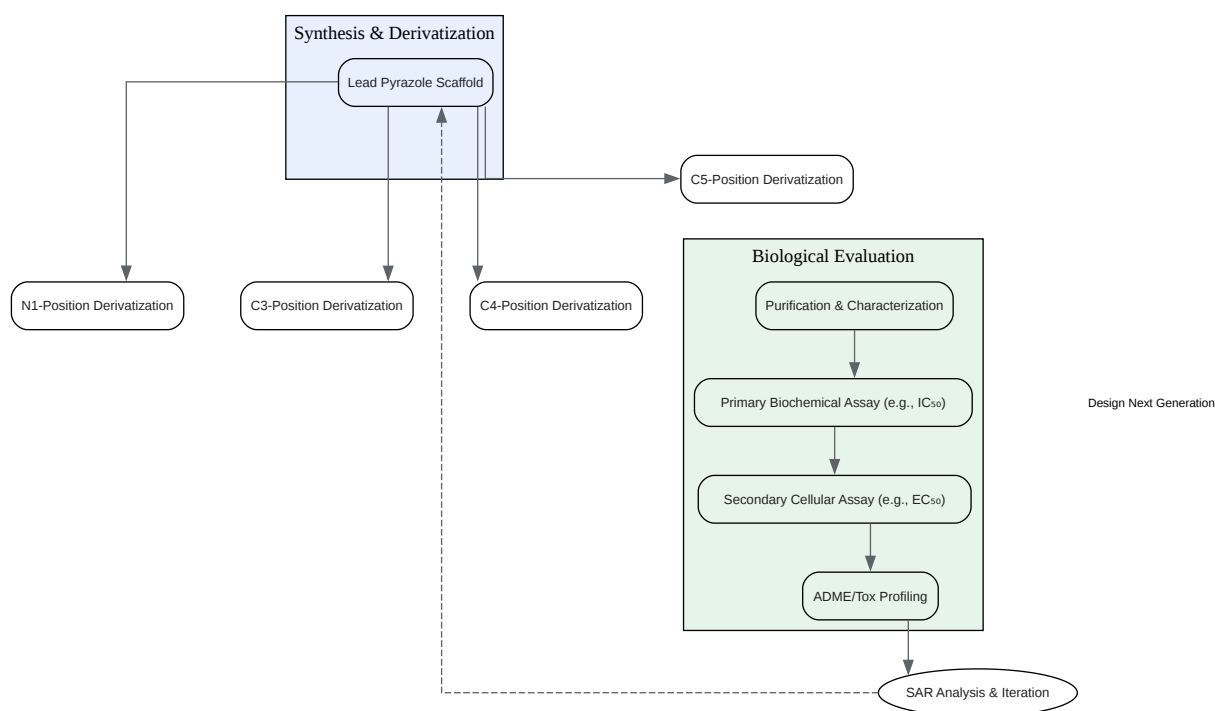 Synthesis & Derivatization
Lead Pyrazole Scaffold
C5-Position Derivatization
Biological Evaluation
N1-Position Derivatization
C3-Position Derivatization
C4-Position Derivatization
Purification & Characterization
Primary Biochemical Assay (e.g., IC₅₀)
Design Next Generation
Secondary Cellular Assay (e.g., EC₅₀)
ADME/Tox Profiling
SAR Analysis & Iteration